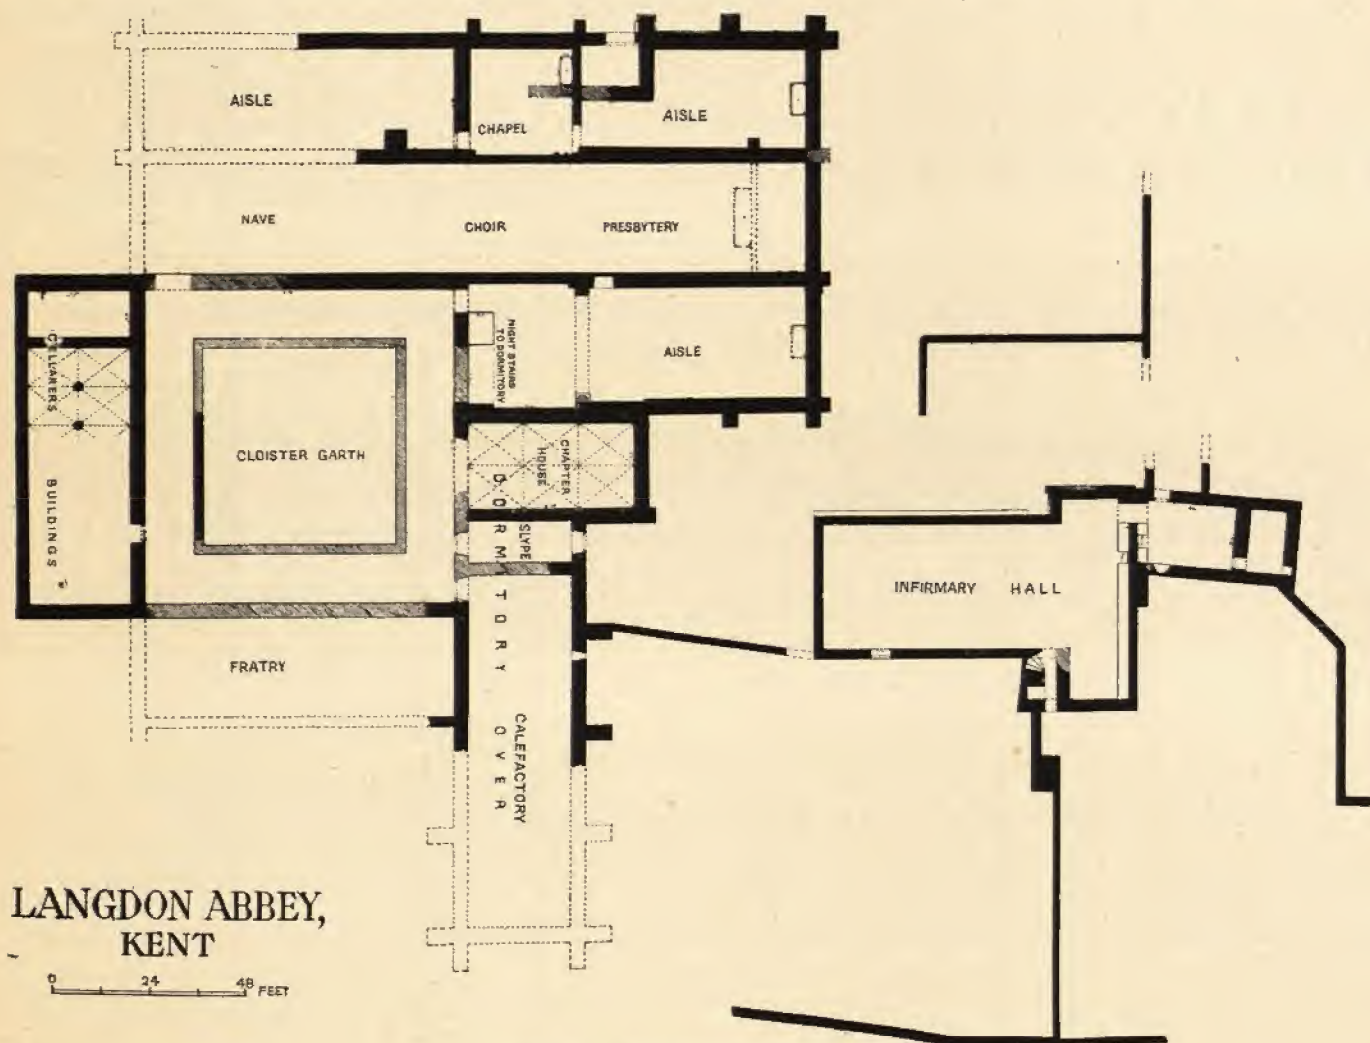 AISLE
CHAPEL
AISLE
NAVE
CHOIR
PRESBYTERY
CELLARERS
BUILDINGS
CLOISTER GARTH
NIGHT STAIRS
TO DORMITORY
AISLE
CHAPTER
HOUSE
SLYPE
DORMITORY OVER
CALEFACTORY
FRATRY
INFIRMARY HALL
LANGDON ABBEY,
KENT
0 24 48 FEET